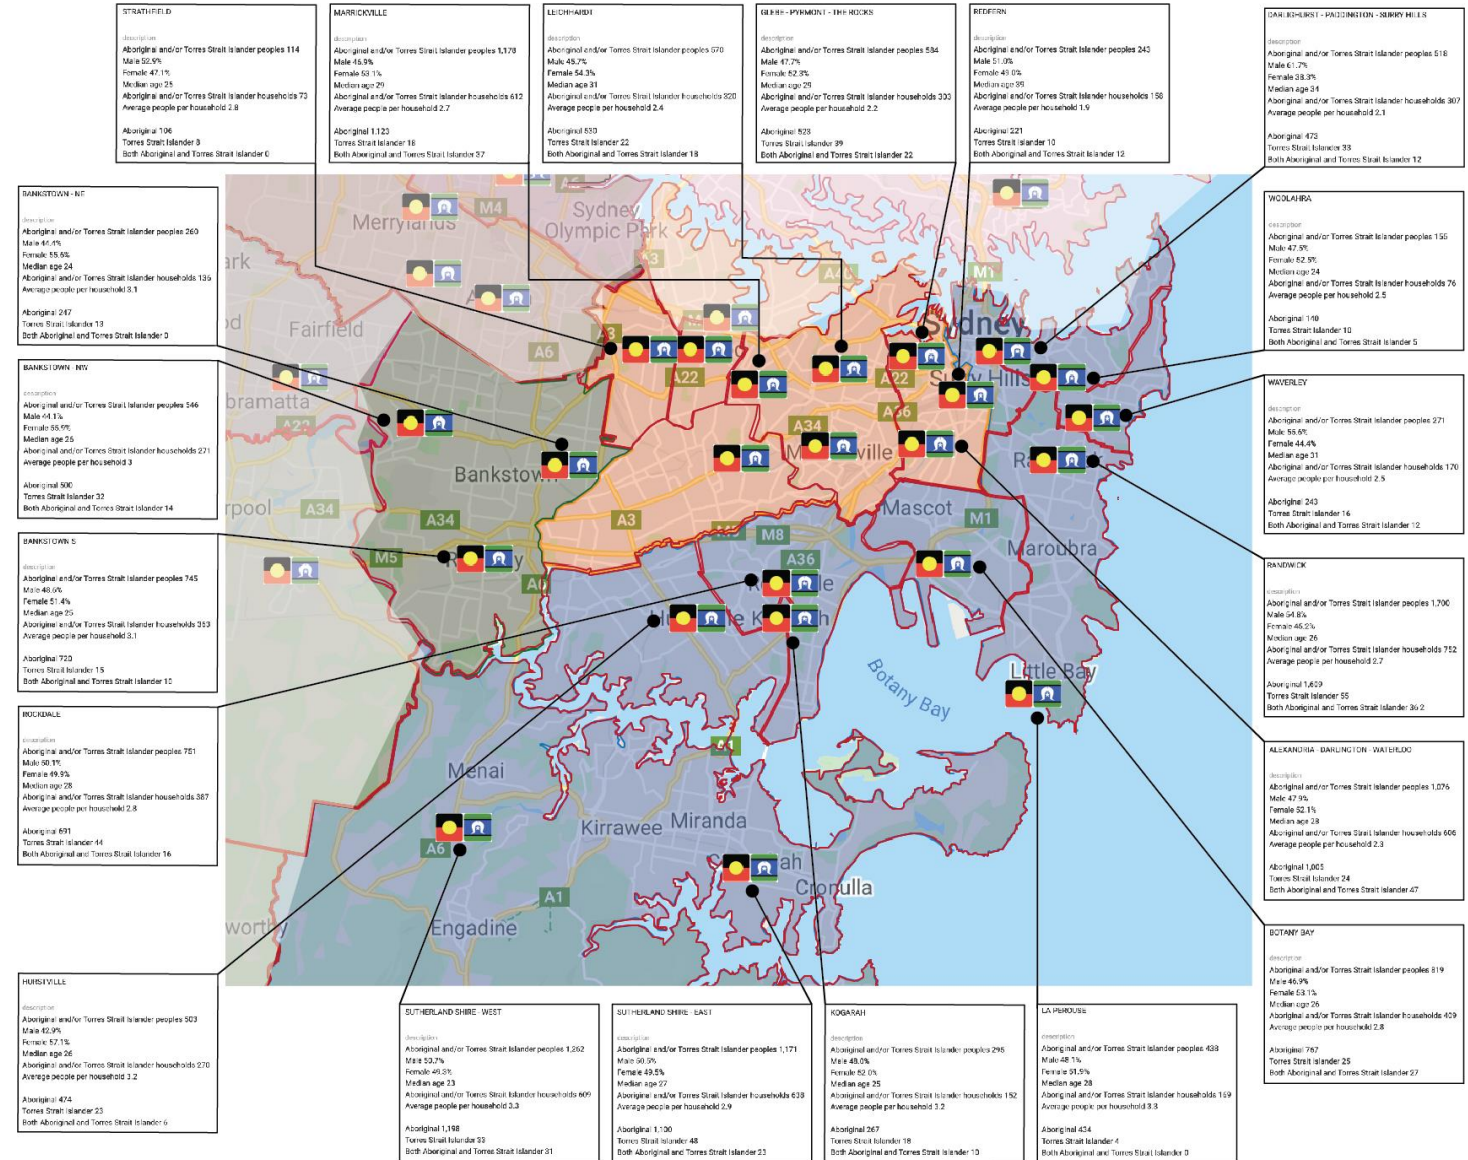 STRATHFIELD
description
Aboriginal and/or Torres Strait Islander peoples 114
Male 52.9%
Female 47.1%
Median age 25
Aboriginal and/or Torres Strait Islander households 73
Average people per household 2.8
Aboriginal 106
Torres Strait Islander 8
Both Aboriginal and Torres Strait Islander 0
MARRICKVILLE
description
Aboriginal and/or Torres Strait Islander peoples 1,178
Male 46.9%
Female 53.1%
Median age 29
Aboriginal and/or Torres Strait Islander households 612
Average people per household 2.7
Aboriginal 1,123
Torres Strait Islander 18
Both Aboriginal and Torres Strait Islander 37
LEICHHARDT
description
Aboriginal and/or Torres Strait Islander peoples 570
Male 45.7%
Female 54.3%
Median age 31
Aboriginal and/or Torres Strait Islander households 320
Average people per household 2.4
Aboriginal 530
Torres Strait Islander 22
Both Aboriginal and Torres Strait Islander 18
GLEBE - PYRMONT - THE ROCKS
description
Aboriginal and/or Torres Strait Islander peoples 584
Male 47.7%
Female 52.3%
Median age 29
Aboriginal and/or Torres Strait Islander households 303
Average people per household 2.2
Aboriginal 523
Torres Strait Islander 39
Both Aboriginal and Torres Strait Islander 22
REDFERN
description
Aboriginal and/or Torres Strait Islander peoples 243
Male 51.0%
Female 49.0%
Median age 39
Aboriginal and/or Torres Strait Islander households 158
Average people per household 1.9
Aboriginal 221
Torres Strait Islander 10
Both Aboriginal and Torres Strait Islander 12
DARLIGHURST - PADDINGTON - SURRY HILLS
description
Aboriginal and/or Torres Strait Islander peoples 518
Male 61.7%
Female 38.3%
Median age 34
Aboriginal and/or Torres Strait Islander households 307
Average people per household 2.1
Aboriginal 473
Torres Strait Islander 33
Both Aboriginal and Torres Strait Islander 12
BANKSTOWN - NE
description
Aboriginal and/or Torres Strait Islander peoples 260
Male 44.4%
Female 55.6%
Median age 24
Aboriginal and/or Torres Strait Islander households 136
Average people per household 3.1
Aboriginal 247
Torres Strait Islander 13
Both Aboriginal and Torres Strait Islander 0
BANKSTOWN - NW
description
Aboriginal and/or Torres Strait Islander peoples 546
Male 44.1%
Female 55.9%
Median age 26
Aboriginal and/or Torres Strait Islander households 271
Average people per household 3
Aboriginal 500
Torres Strait Islander 32
Both Aboriginal and Torres Strait Islander 14
BANKSTOWN S
description
Aboriginal and/or Torres Strait Islander peoples 745
Male 48.6%
Female 51.4%
Median age 25
Aboriginal and/or Torres Strait Islander households 353
Average people per household 3.1
Aboriginal 720
Torres Strait Islander 15
Both Aboriginal and Torres Strait Islander 10
ROCKDALE
description
Aboriginal and/or Torres Strait Islander peoples 751
Male 50.1%
Female 49.9%
Median age 28
Aboriginal and/or Torres Strait Islander households 387
Average people per household 2.8
Aboriginal 691
Torres Strait Islander 44
Both Aboriginal and Torres Strait Islander 16
HURSTVILLE
description
Aboriginal and/or Torres Strait Islander peoples 503
Male 42.9%
Female 57.1%
Median age 26
Aboriginal and/or Torres Strait Islander households 270
Average people per household 3.2
Aboriginal 474
Torres Strait Islander 23
Both Aboriginal and Torres Strait Islander 6
M4
Merrylands
Sydney
Olympic Park
A3
A40
M1
ark
Fairfield
Sydney
A6
A3
A22
A22
Surry Hills
bramatta
A22
A36
A34
ville
Bankstown
rpool
A34
A34
A3
Mascot
M1
M5
M8
A36
Maroubra
A6
Little Bay
Botany Bay
A1
Menai
Kirrawee
Miranda
A6
ah
Cronulla
A1
worthy
Engadine
WOOLAHRA
description
Aboriginal and/or Torres Strait Islander peoples 155
Male 47.5%
Female 52.5%
Median age 24
Aboriginal and/or Torres Strait Islander households 76
Average people per household 2.5
Aboriginal 140
Torres Strait Islander 10
Both Aboriginal and Torres Strait Islander 5
WAVERLEY
description
Aboriginal and/or Torres Strait Islander peoples 271
Male 55.6%
Female 44.4%
Median age 31
Aboriginal and/or Torres Strait Islander households 170
Average people per household 2.5
Aboriginal 243
Torres Strait Islander 16
Both Aboriginal and Torres Strait Islander 12
RANDWICK
description
Aboriginal and/or Torres Strait Islander peoples 1,700
Male 54.8%
Female 45.2%
Median age 26
Aboriginal and/or Torres Strait Islander households 752
Average people per household 2.7
Aboriginal 1,609
Torres Strait Islander 55
Both Aboriginal and Torres Strait Islander 36 2
ALEXANDRIA - DARLINGTON - WATERLOO
description
Aboriginal and/or Torres Strait Islander peoples 1,076
Male 47.9%
Female 52.1%
Median age 28
Aboriginal and/or Torres Strait Islander households 606
Average people per household 2.3
Aboriginal 1,005
Torres Strait Islander 24
Both Aboriginal and Torres Strait Islander 47
BOTANY BAY
description
Aboriginal and/or Torres Strait Islander peoples 819
Male 46.9%
Female 53.1%
Median age 26
Aboriginal and/or Torres Strait Islander households 409
Average people per household 2.8
Aboriginal 767
Torres Strait Islander 25
Both Aboriginal and Torres Strait Islander 27
SUTHERLAND SHIRE - WEST
description
Aboriginal and/or Torres Strait Islander peoples 1,262
Male 50.7%
Female 49.3%
Median age 23
Aboriginal and/or Torres Strait Islander households 609
Average people per household 3.3
Aboriginal 1,198
Torres Strait Islander 33
Both Aboriginal and Torres Strait Islander 31
SUTHERLAND SHIRE - EAST
description
Aboriginal and/or Torres Strait Islander peoples 1,171
Male 50.5%
Female 49.5%
Median age 27
Aboriginal and/or Torres Strait Islander households 638
Average people per household 2.9
Aboriginal 1,100
Torres Strait Islander 48
Both Aboriginal and Torres Strait Islander 23
KOGARAH
description
Aboriginal and/or Torres Strait Islander peoples 295
Male 48.0%
Female 52.0%
Median age 25
Aboriginal and/or Torres Strait Islander households 152
Average people per household 3.2
Aboriginal 267
Torres Strait Islander 18
Both Aboriginal and Torres Strait Islander 10
LA PEROUSE
description
Aboriginal and/or Torres Strait Islander peoples 438
Male 48.1%
Female 51.9%
Median age 28
Aboriginal and/or Torres Strait Islander households 159
Average people per household 3.3
Aboriginal 434
Torres Strait Islander 4
Both Aboriginal and Torres Strait Islander 0